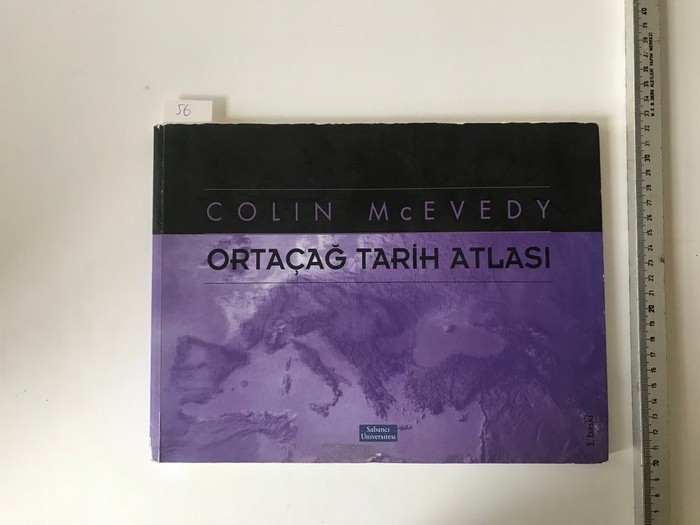 56
COLIN McEVEDY
ORTAÇAĞ TARİH ATLASI
Sabancı
Üniversitesi
3. baskı